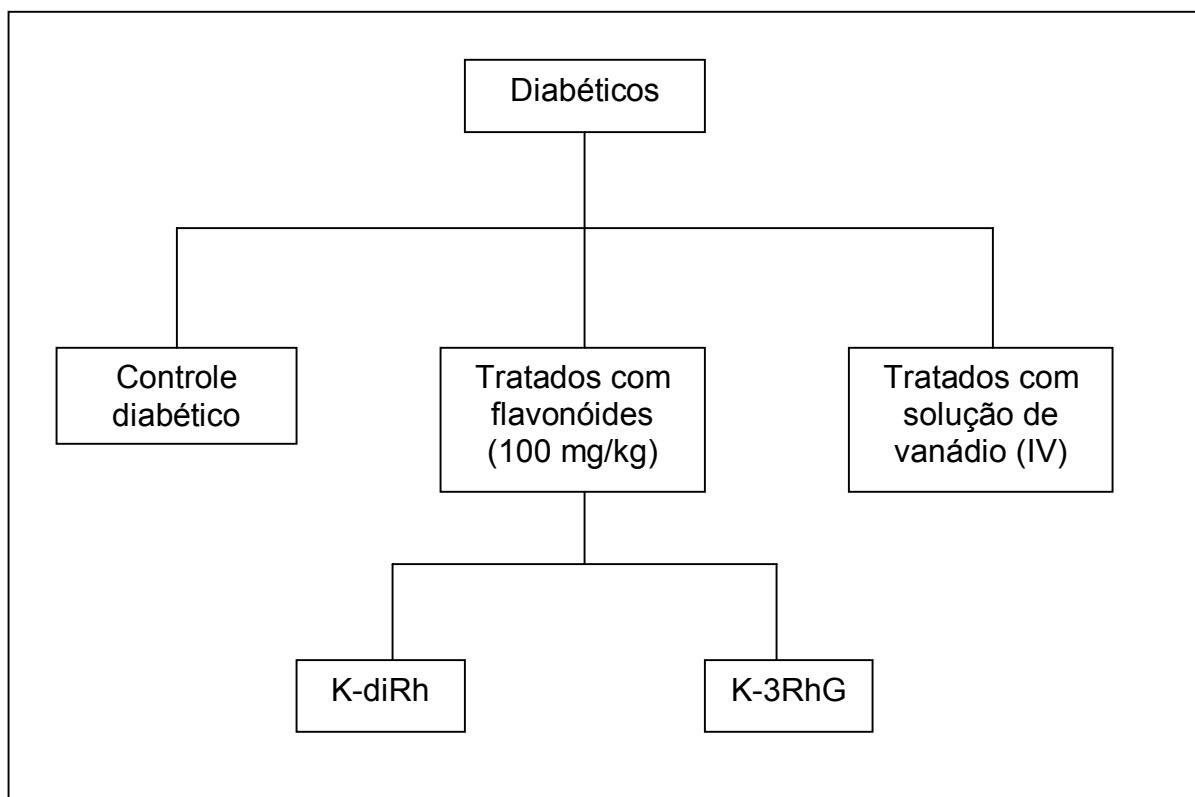 Diabéticos
Controle
diabético
Tratados com
flavonóides
(100 mg/kg)
Tratados com
solução de
vanádio (IV)
K-diRh
K-3RhG